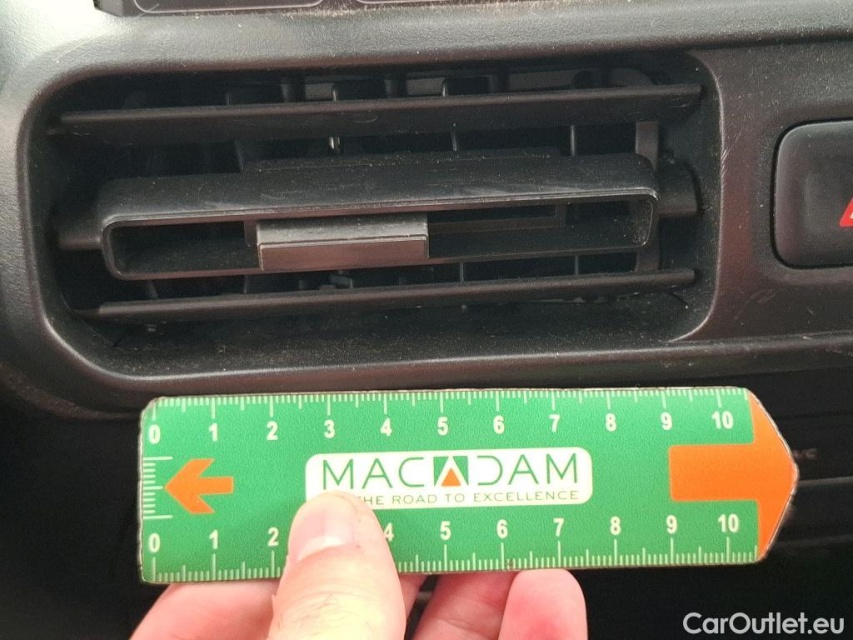 0 1 2 3 4 5 6 7 8 9 10
MACADAM
THE ROAD TO EXCELLENCE
0 1 2 4 5 6 7 8 9 10
CarOutlet.eu